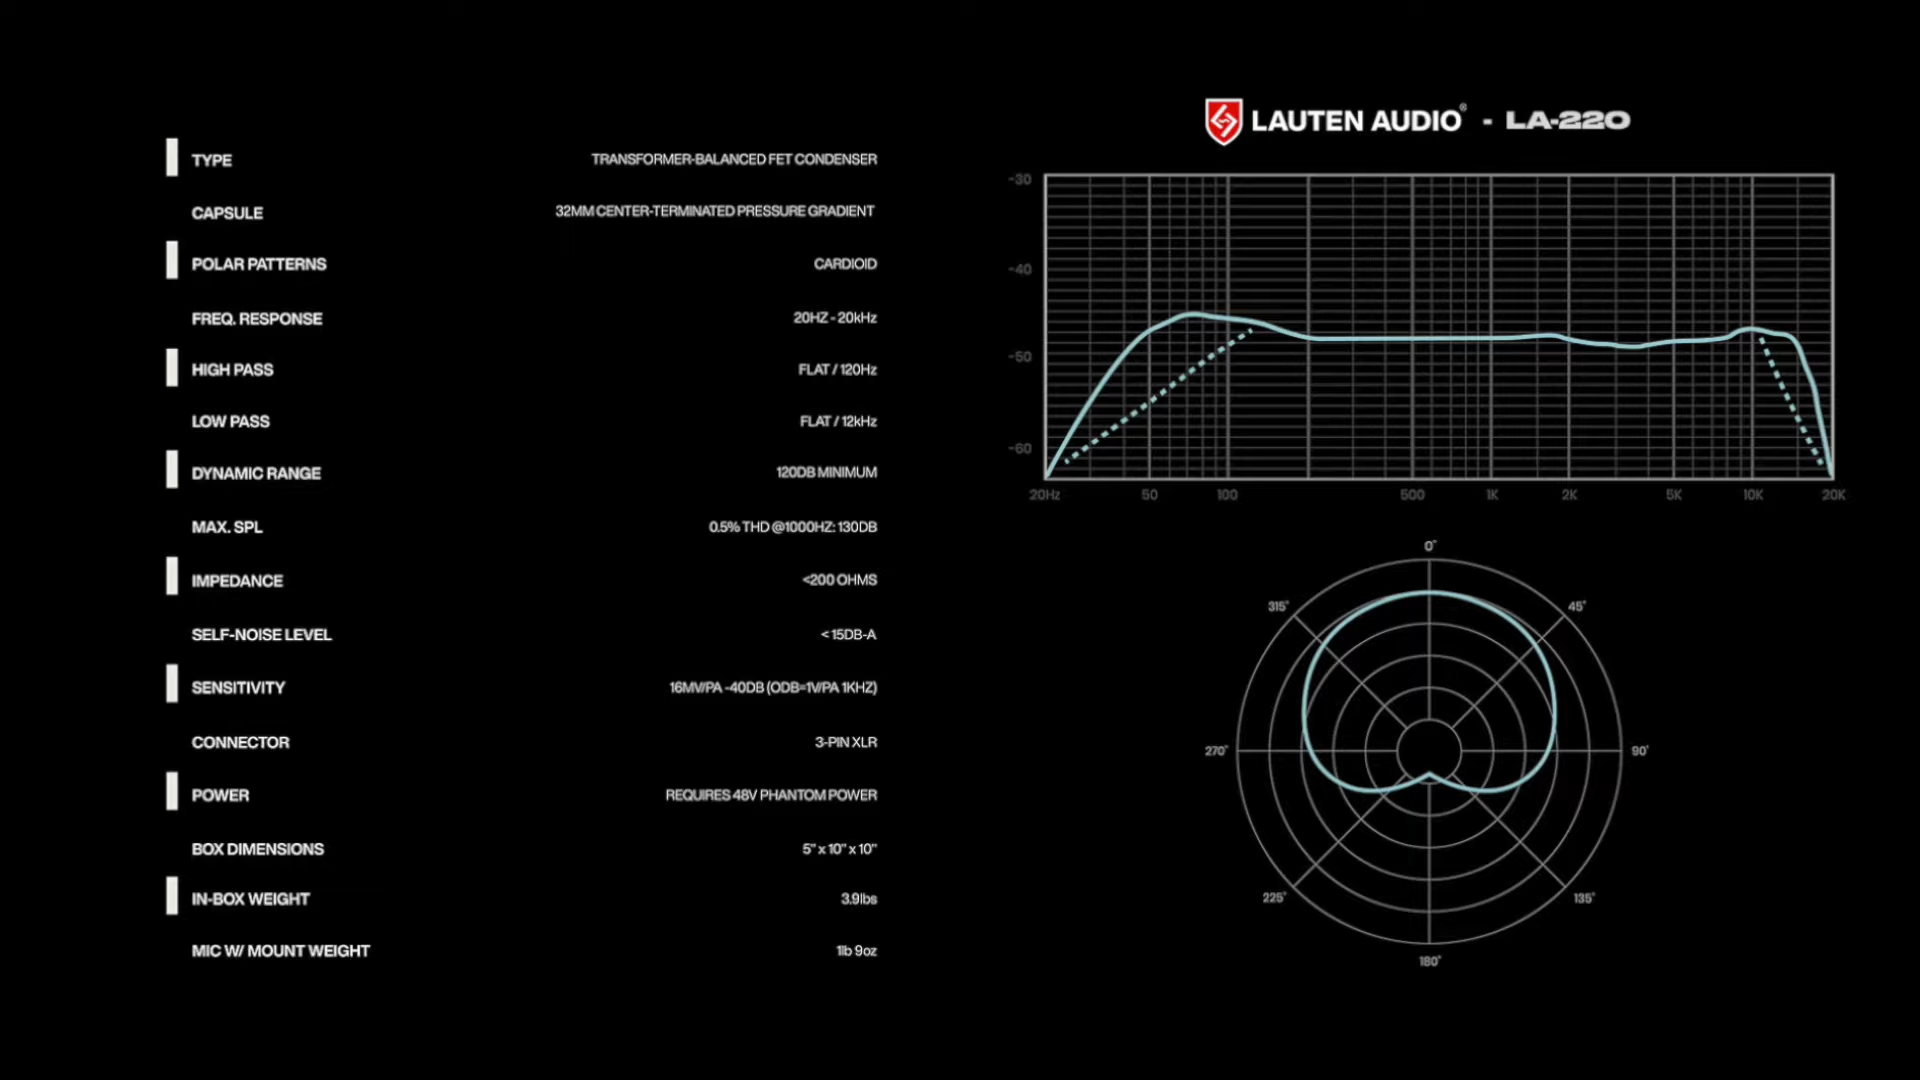 TYPE TRANSFORMER-BALANCED FET CONDENSER
CAPSULE 32MM CENTER-TERMINATED PRESSURE GRADIENT
POLAR PATTERNS CARDIOID
FREQ. RESPONSE 20HZ - 20kHz
HIGH PASS FLAT / 120Hz
LOW PASS FLAT / 12kHz
DYNAMIC RANGE 120DB MINIMUM
MAX. SPL 0.5% THD @1000HZ: 130DB
IMPEDANCE <200 OHMS
SELF-NOISE LEVEL < 15DB-A
SENSITIVITY 16MV/PA -40DB (ODB=1V/PA 1KHZ)
CONNECTOR 3-PIN XLR
POWER REQUIRES 48V PHANTOM POWER
BOX DIMENSIONS 5" x 10" x 10"
IN-BOX WEIGHT 3.9lbs
MIC W/ MOUNT WEIGHT 1lb 9oz
LAUTEN AUDIO® - LA-220
-30
-40
-50
-60
20Hz 50 100 500 1K 2K 5K 10K 20K
0°
315° 45°
270° 90°
225° 135°
180°